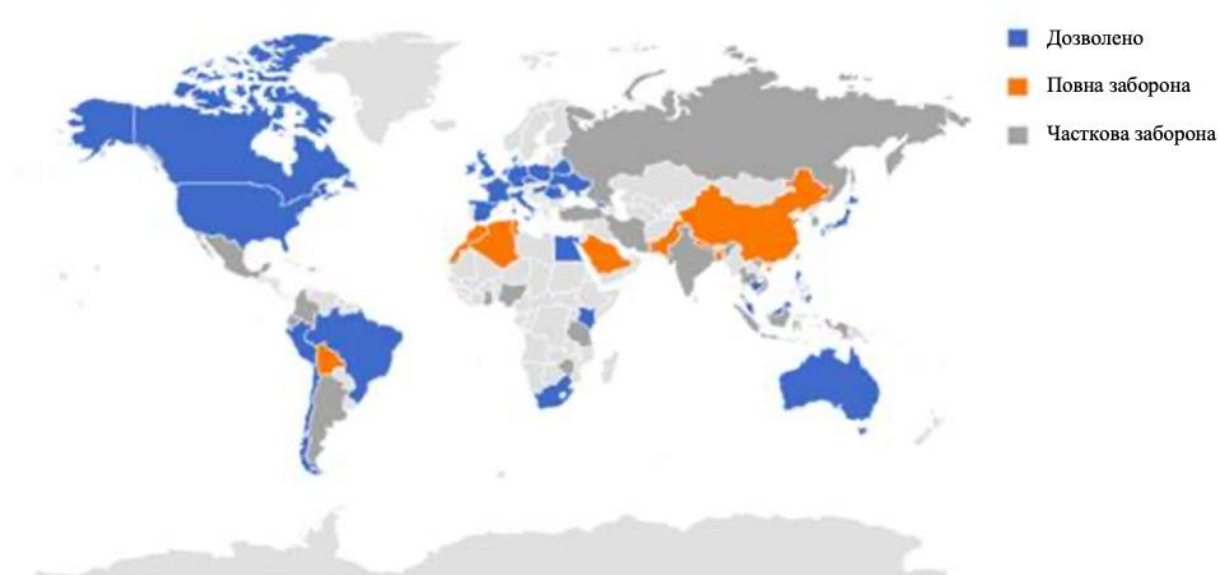 Дозволено
Повна заборона
Часткова заборона